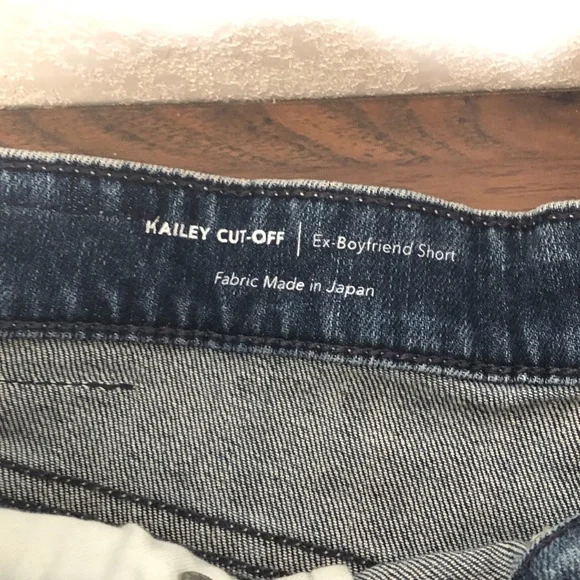 KAILEY CUT-OFF | Ex-Boyfriend Short
Fabric Made in Japan